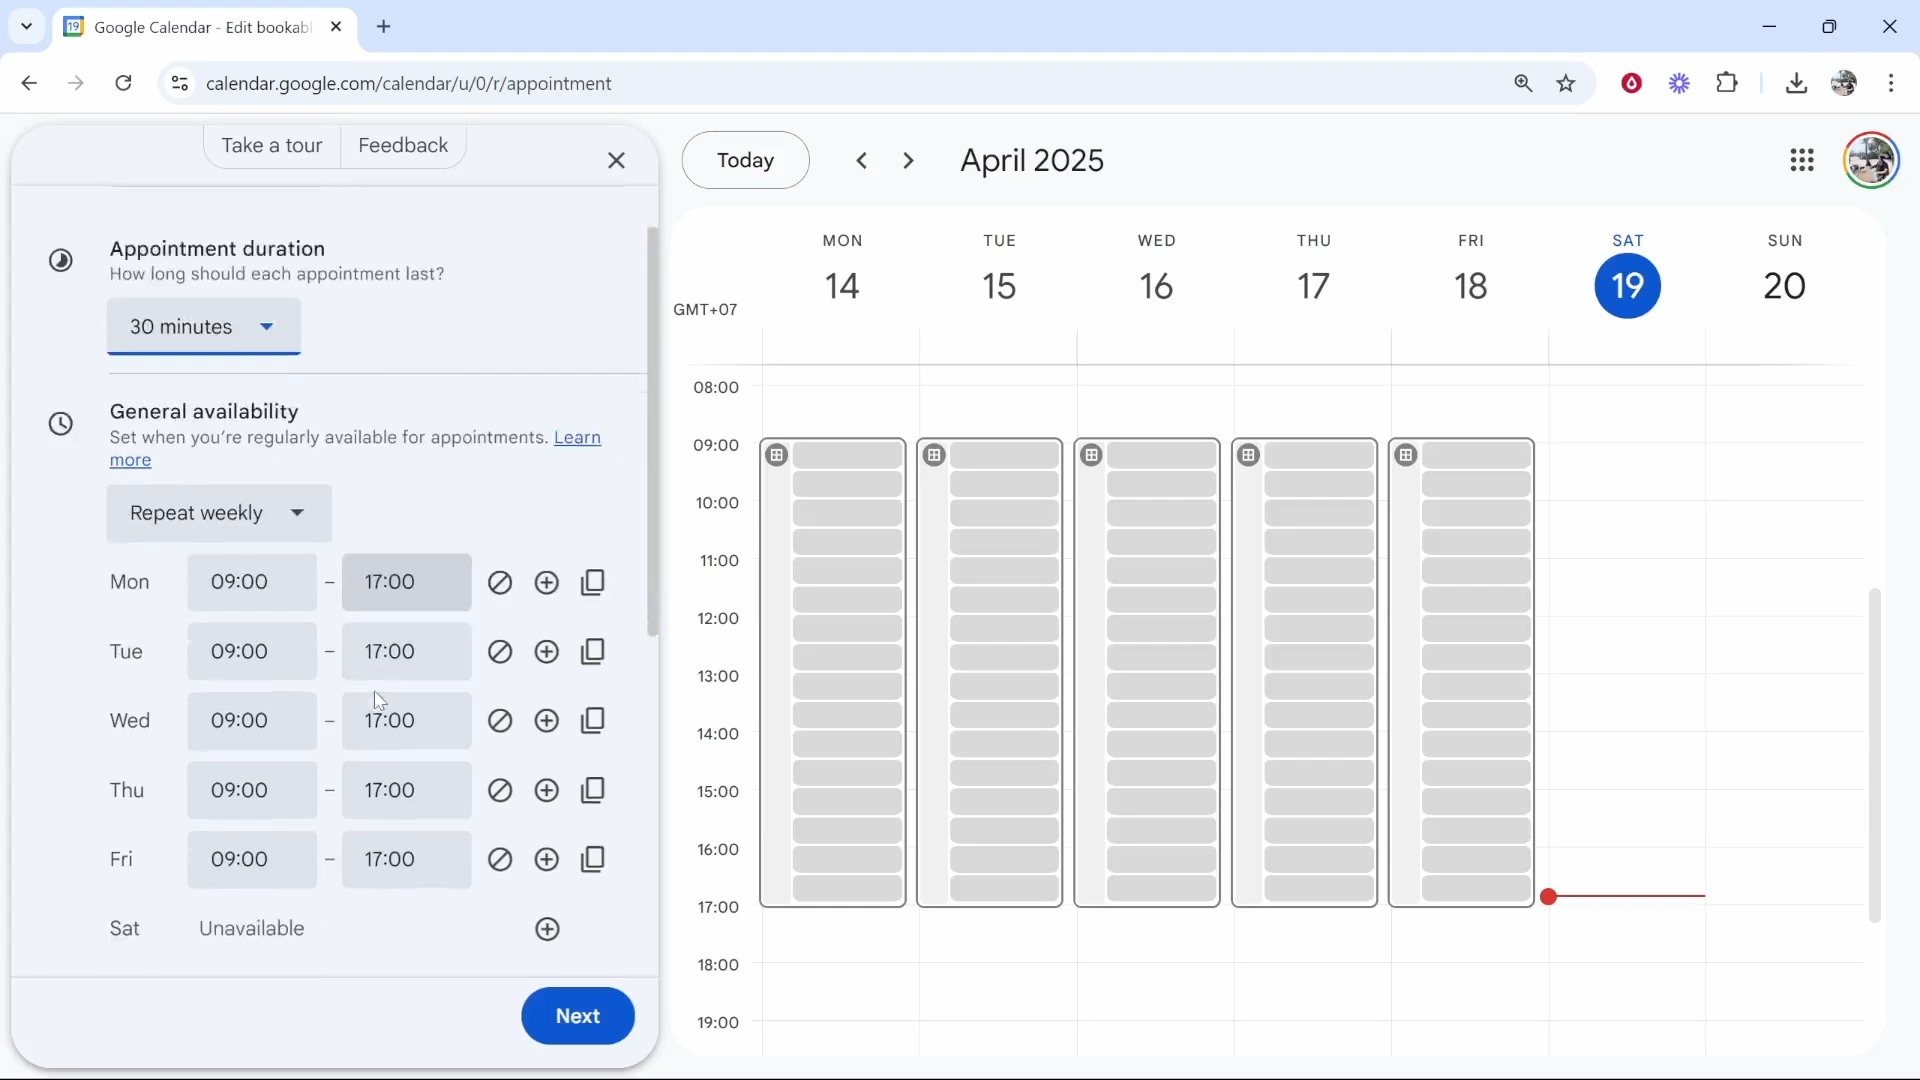 19 Google Calendar - Edit bookab
calendar.google.com/calendar/u/0/r/appointment
Take a tour Feedback
Appointment duration
How long should each appointment last?
30 minutes
General availability
Set when you're regularly available for appointments. Learn
more
Repeat weekly
Mon 09:00 – 17:00
Tue 09:00 – 17:00
Wed 09:00 – 17:00
Thu 09:00 – 17:00
Fri 09:00 – 17:00
Sat Unavailable
Next
Today April 2025
MON TUE WED THU FRI SAT SUN
14 15 16 17 18 19 20
GMT+07
08:00
09:00
10:00
11:00
12:00
13:00
14:00
15:00
16:00
17:00
18:00
19:00